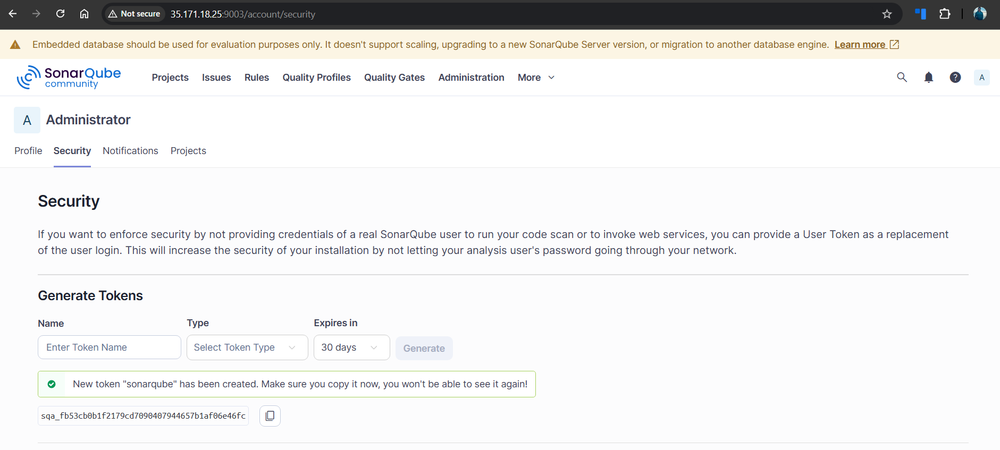 Not secure 35.171.18.25:9003/account/security
Embedded database should be used for evaluation purposes only. It doesn't support scaling, upgrading to a new SonarQube Server version, or migration to another database engine. Learn more
SonarQube community
Projects Issues Rules Quality Profiles Quality Gates Administration More
? A
A Administrator
Profile Security Notifications Projects
Security
If you want to enforce security by not providing credentials of a real SonarQube user to run your code scan or to invoke web services, you can provide a User Token as a replacement
of the user login. This will increase the security of your installation by not letting your analysis user's password going through your network.
Generate Tokens
Name Type Expires in
Enter Token Name Select Token Type 30 days Generate
New token "sonarqube" has been created. Make sure you copy it now, you won't be able to see it again!
sqa_fb53cb0b1f2179cd7090407944657b1af06e46fc